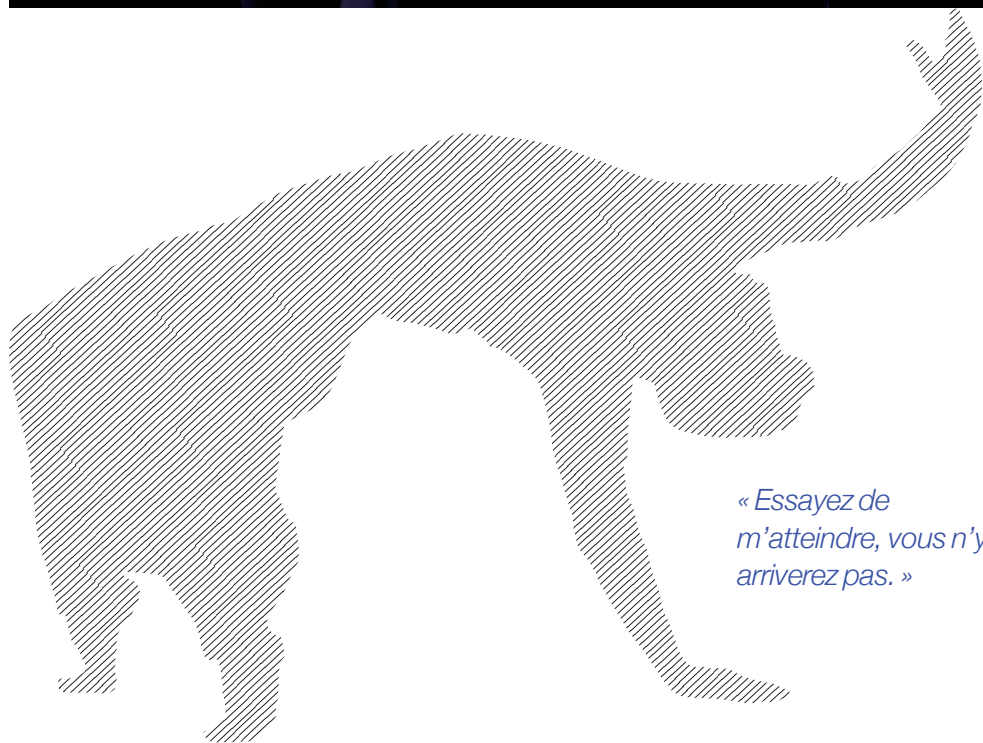 « Essayez de
m’atteindre, vous n’y
arriverez pas. »